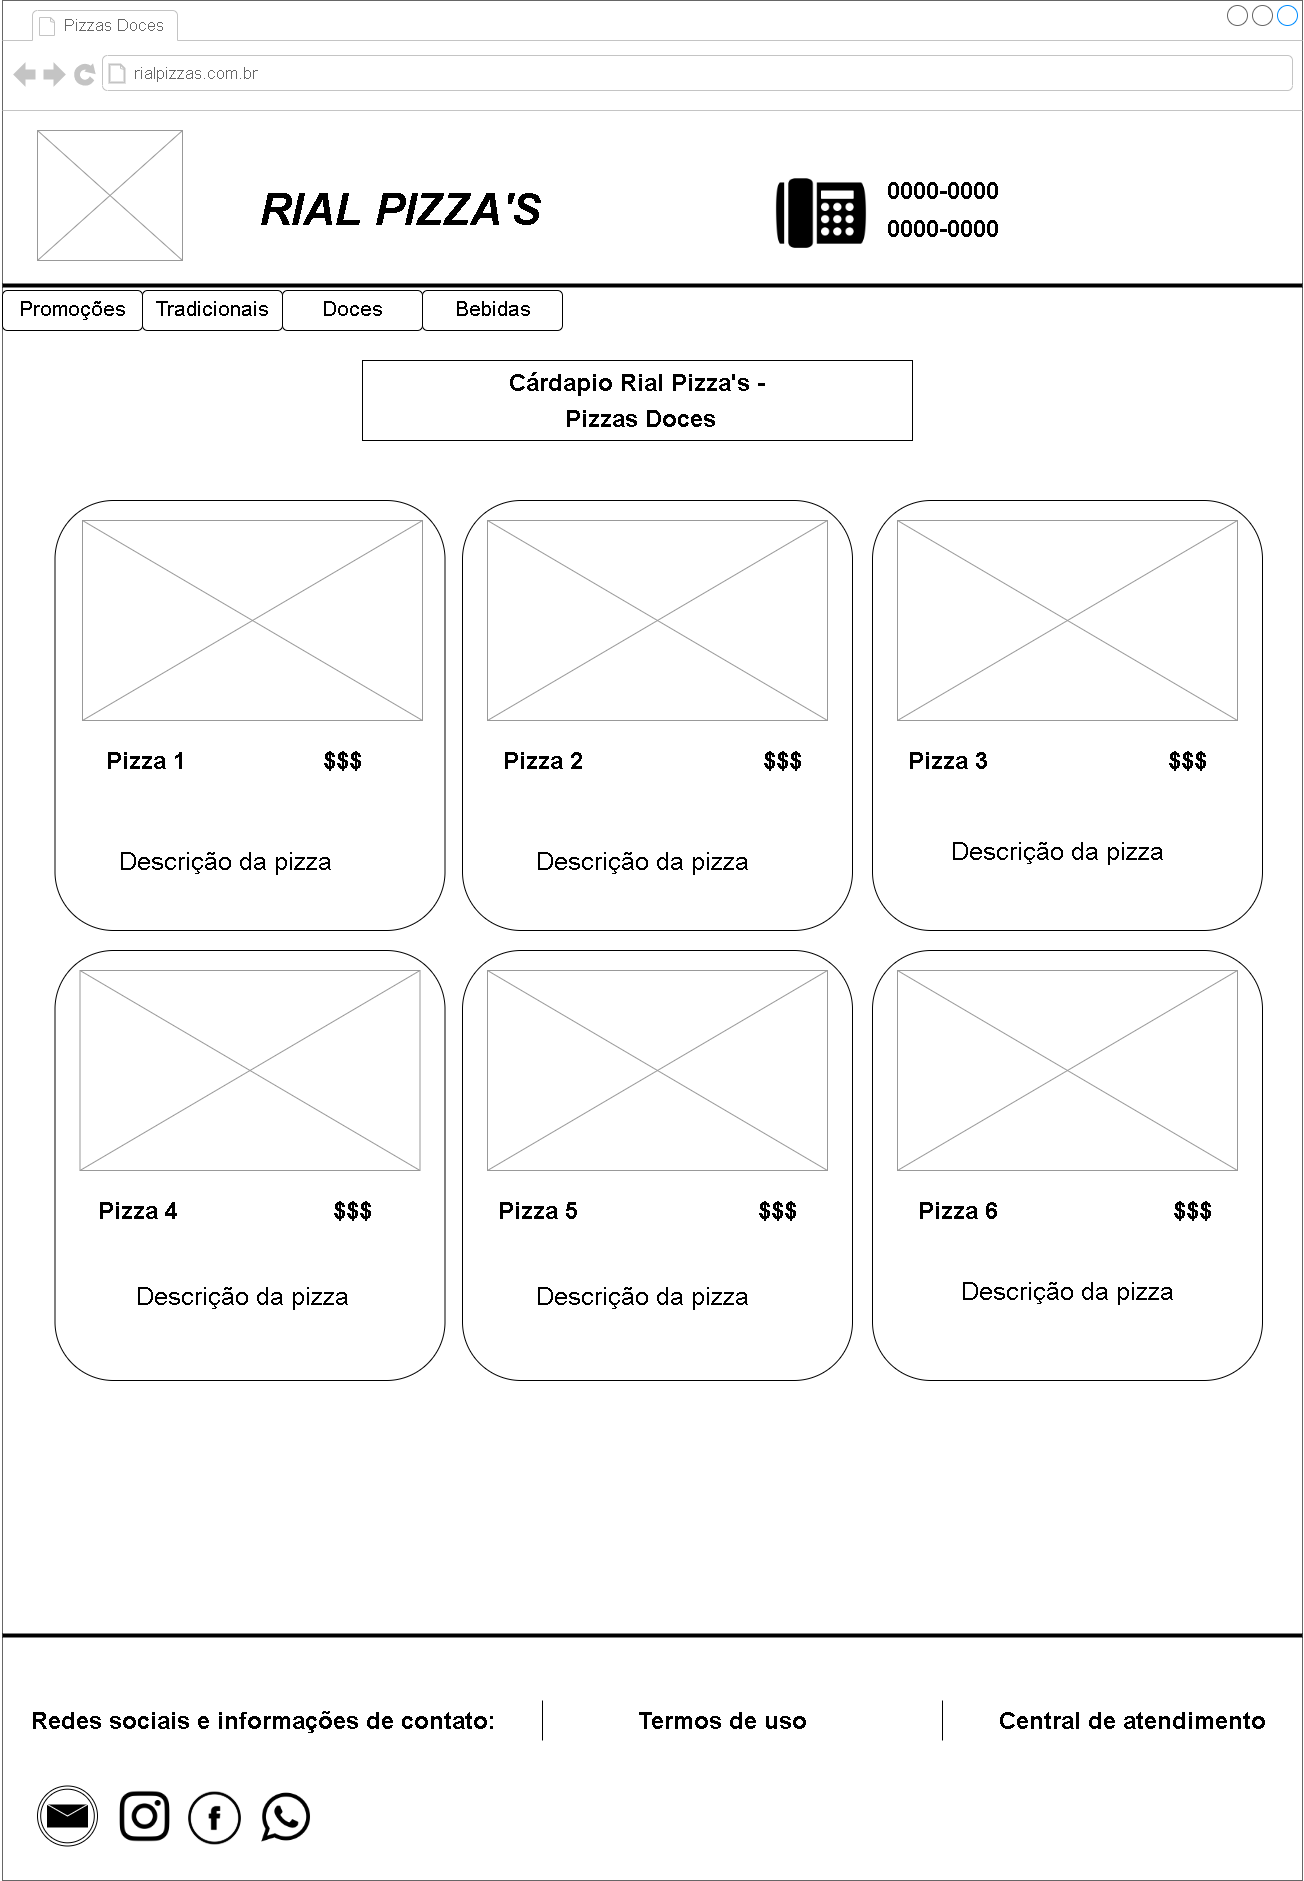 Pizzas Doces
rialpizzas.com.br
RIAL PIZZA'S
0000-0000
0000-0000
Promoções
Tradicionais
Doces
Bebidas
Cárdapio Rial Pizza's -
Pizzas Doces
Pizza 1 $$$
Descrição da pizza
Pizza 2 $$$
Descrição da pizza
Pizza 3 $$$
Descrição da pizza
Pizza 4 $$$
Descrição da pizza
Pizza 5 $$$
Descrição da pizza
Pizza 6 $$$
Descrição da pizza
Redes sociais e informações de contato:
Termos de uso
Central de atendimento